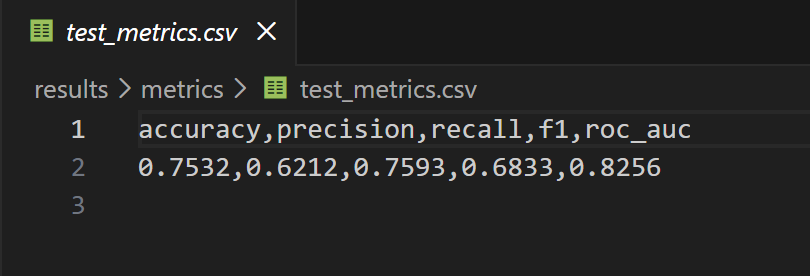 test_metrics.csv
results > metrics > test_metrics.csv
1 accuracy,precision,recall,f1,roc_auc
2 0.7532,0.6212,0.7593,0.6833,0.8256
3